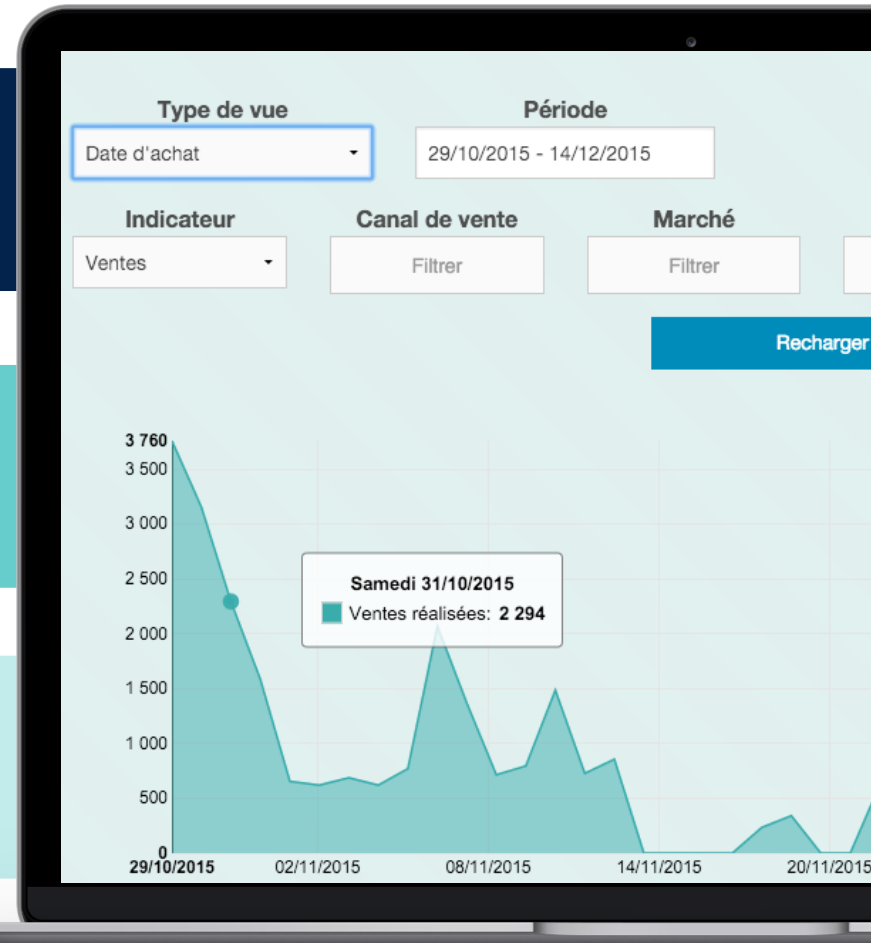 Type de vue
Période
Date d'achat
29/10/2015 - 14/12/2015
Indicateur
Canal de vente
Marché
Ventes
Filtrer
Filtrer
Recharger
3 760
3 500
3 000
2 500
2 000
1 500
1 000
500
0
Samedi 31/10/2015
Ventes réalisées: 2 294
29/10/2015
02/11/2015
08/11/2015
14/11/2015
20/11/2015